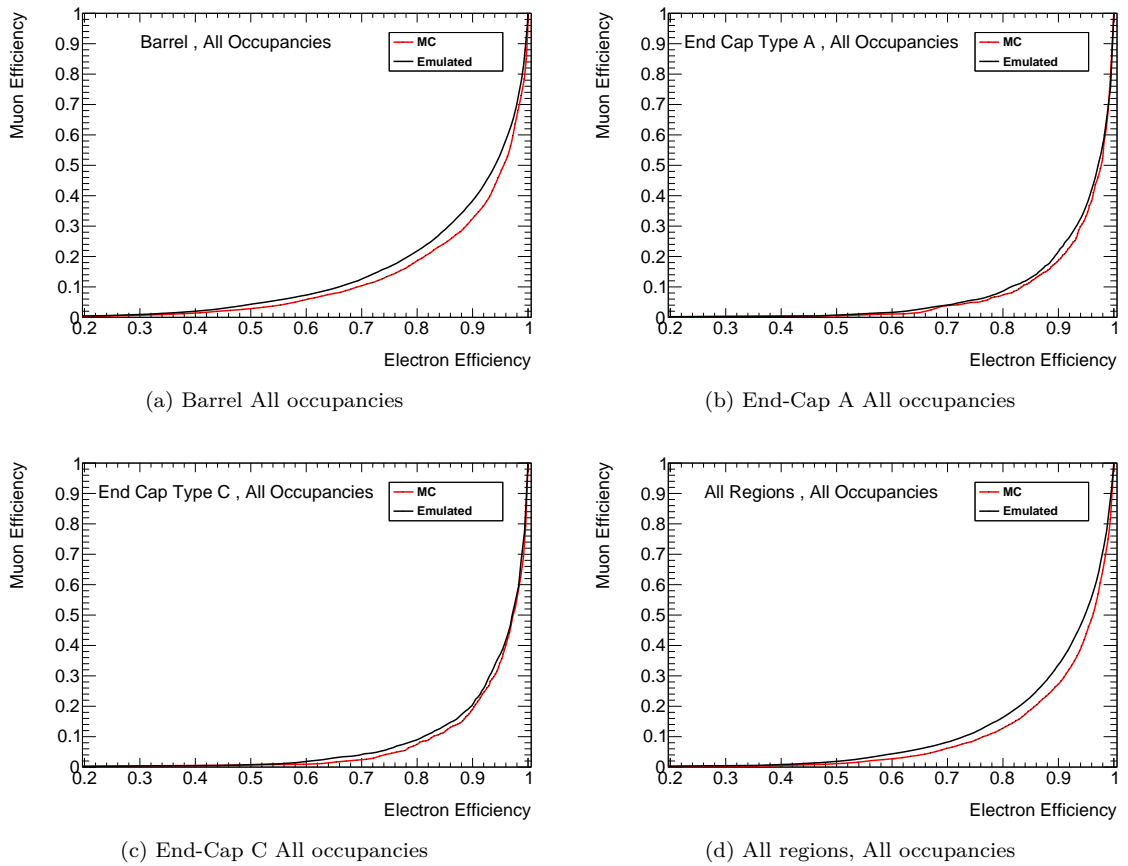 Barrel , All Occupancies
MC
Emulated
Muon Efficiency
1
0.9
0.8
0.7
0.6
0.5
0.4
0.3
0.2
0.1
0
0.2 0.3 0.4 0.5 0.6 0.7 0.8 0.9 1
Electron Efficiency
(a) Barrel All occupancies
End Cap Type A , All Occupancies
MC
Emulated
Muon Efficiency
1
0.9
0.8
0.7
0.6
0.5
0.4
0.3
0.2
0.1
0
0.2 0.3 0.4 0.5 0.6 0.7 0.8 0.9 1
Electron Efficiency
(b) End-Cap A All occupancies
End Cap Type C , All Occupancies
MC
Emulated
Muon Efficiency
1
0.9
0.8
0.7
0.6
0.5
0.4
0.3
0.2
0.1
0
0.2 0.3 0.4 0.5 0.6 0.7 0.8 0.9 1
Electron Efficiency
(c) End-Cap C All occupancies
All Regions , All Occupancies
MC
Emulated
Muon Efficiency
1
0.9
0.8
0.7
0.6
0.5
0.4
0.3
0.2
0.1
0
0.2 0.3 0.4 0.5 0.6 0.7 0.8 0.9 1
Electron Efficiency
(d) All regions, All occupancies